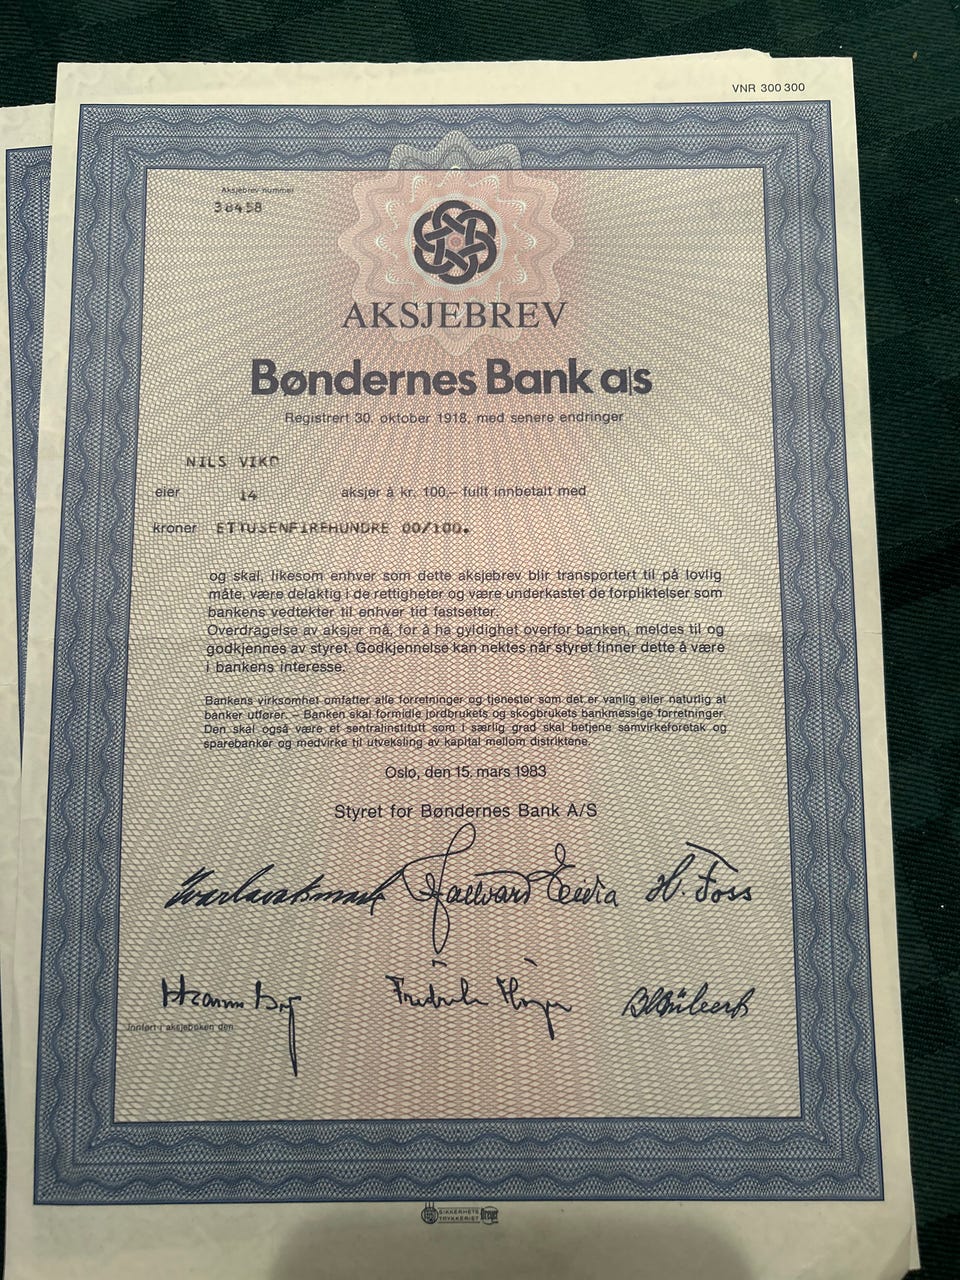 VNR 300 300
Aksjebrev nummer
30458
AKSJEBREV
Bøndernes Bank a|s
Registrert 30. oktober 1918, med senere endringer
NILS VIKO
eier 14 aksjer à kr. 100,– fullt innbetalt med
kroner ETTUSENFIREHUNDRE 00/100.
og skal, likesom enhver som dette aksjebrev blir transportert til på lovlig
måte, være delaktig i de rettigheter og være underkastet de forpliktelser som
bankens vedtekter til enhver tid fastsetter.
Overdragelse av aksjer må, for å ha gyldighet overfor banken, meldes til og
godkjennes av styret. Godkjennelse kan nektes når styret finner dette å være
i bankens interesse.
Bankens virksomhet omfatter alle forretninger og tjenester som det er vanlig eller naturlig at
banker utfører. – Banken skal formidle jordbrukets og skogbrukets bankmessige forretninger.
Den skal også være et sentralinstitutt som i særlig grad skal betjene samvirkeforetak og
sparebanker og medvirke til utveksling av kapital mellom distriktene.
Oslo, den 15. mars 1983
Styret for Bøndernes Bank A/S
H. Foss
Innført i aksjeboken den
SIKKERHETS
TRYKKERIET
Dreyer